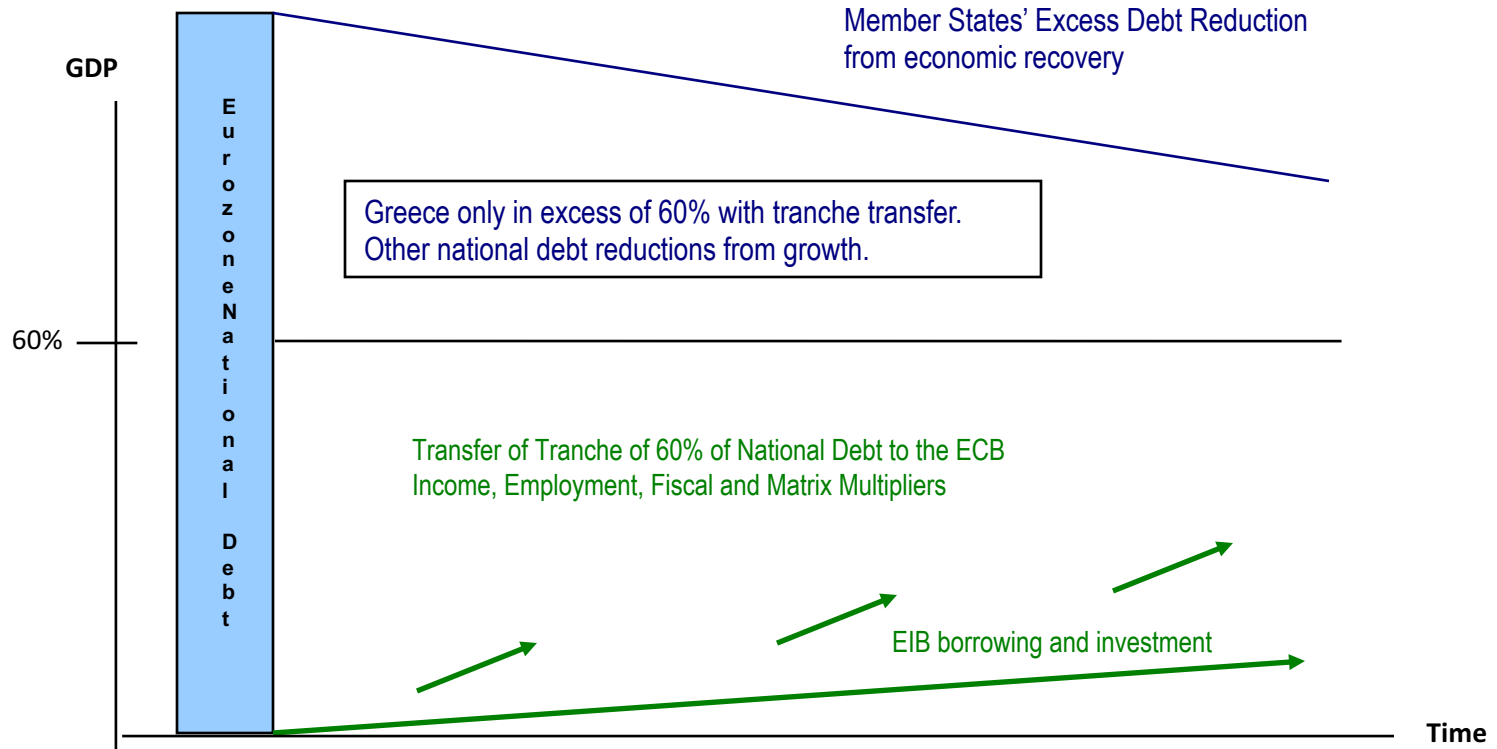 Member States’ Excess Debt Reduction
from economic recovery
GDP
EurozoneNational Debt
Greece only in excess of 60% with tranche transfer.
Other national debt reductions from growth.
60%
Transfer of Tranche of 60% of National Debt to the ECB
Income, Employment, Fiscal and Matrix Multipliers
EIB borrowing and investment
Time